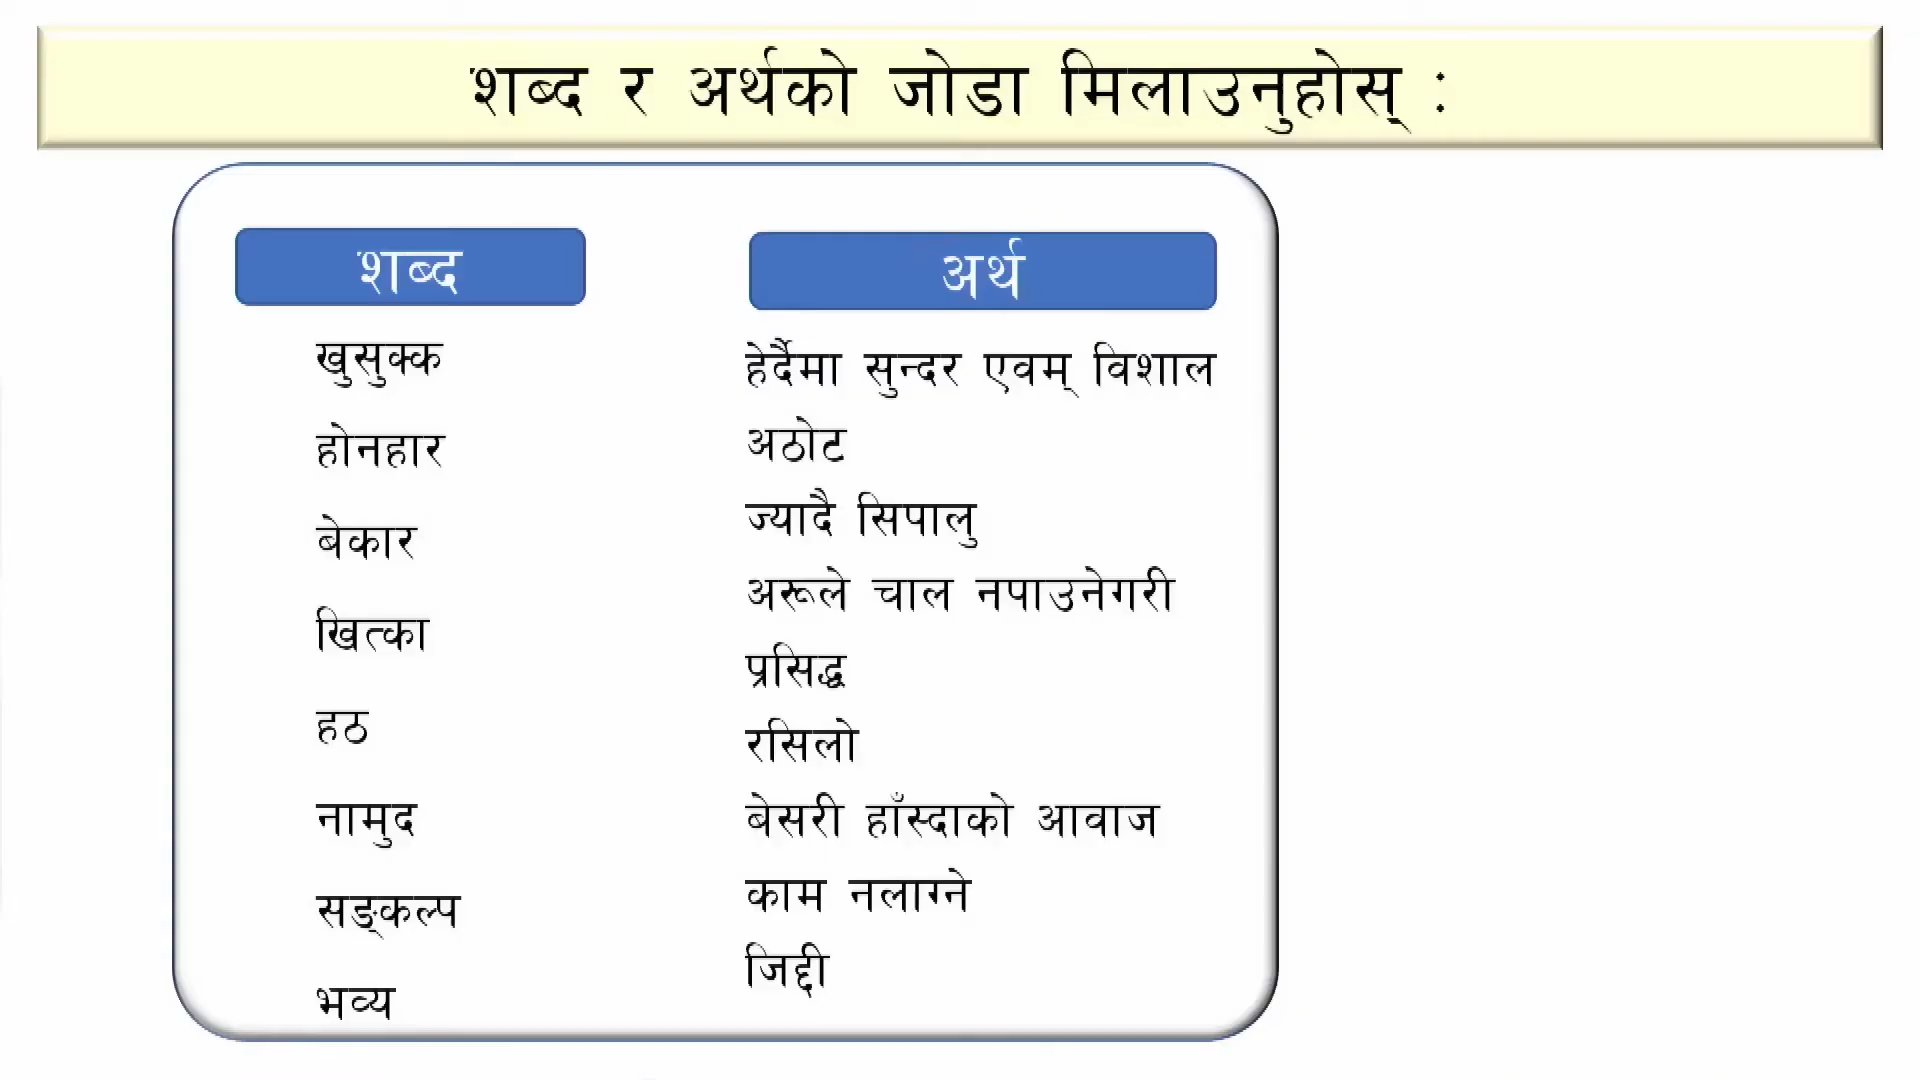 शब्द र अर्थको जोडा मिलाउनुहोस् :
शब्द
खुसुक्क
होनहार
बेकार
खित्का
हठ
नामुद
सङ्कल्प
भव्य
अर्थ
हेर्दैमा सुन्दर एवम् विशाल
अठोट
ज्यादै सिपालु
अरूले चाल नपाउनेगरी
प्रसिद्ध
रसिलो
बेसरी हाँस्दाको आवाज
काम नलाग्ने
जिद्दी